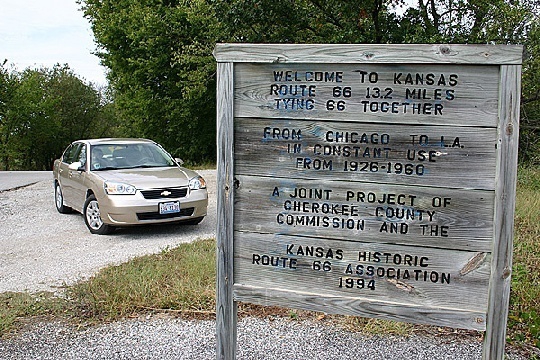 WELCOME TO KANSAS
ROUTE 66 13.2 MILES
TYING 66 TOGETHER
FROM CHICAGO TO L.A.
IN CONSTANT USE
FROM 1926-1960
A JOINT PROJECT OF
CHEROKEE COUNTY
COMMISSION AND THE
KANSAS HISTORIC
ROUTE 66 ASSOCIATION
1994